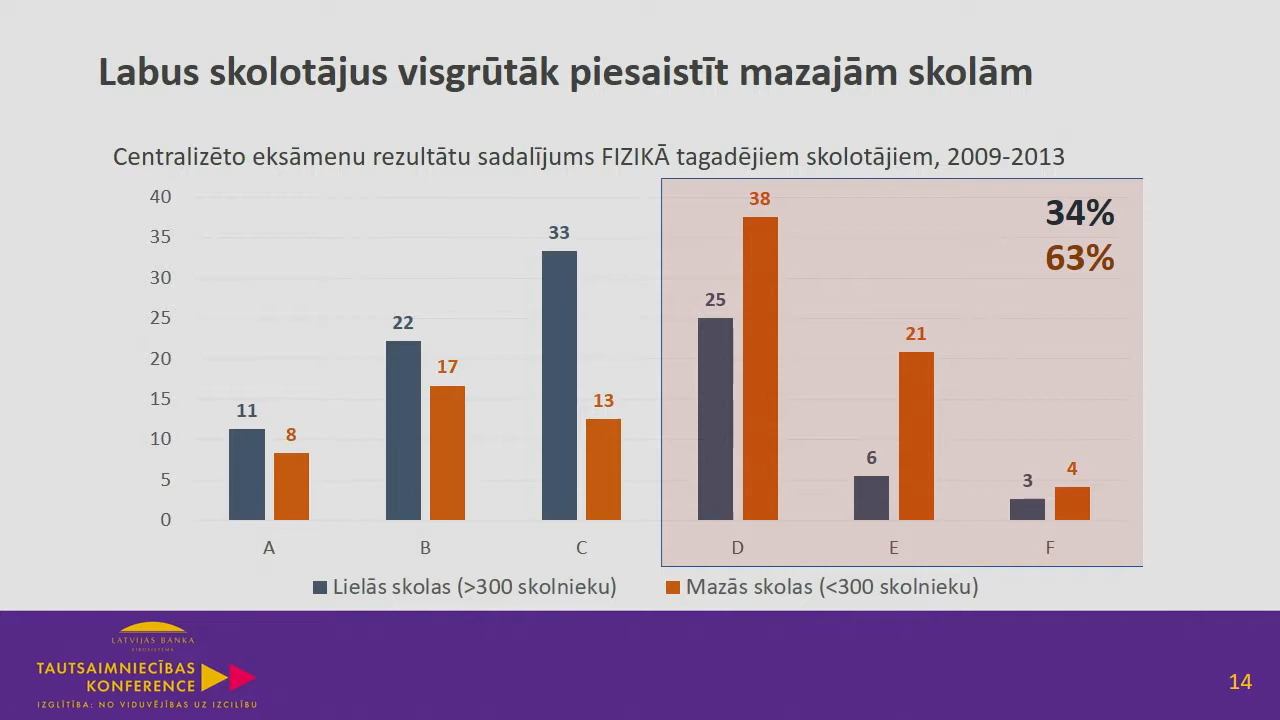 Labus skolotājus visgrūtāk piesaistīt mazajām skolām
Centralizēto eksāmenu rezultātu sadalījums FIZIKĀ tagadējiem skolotājiem, 2009-2013
40
35
30
25
20
15
10
5
0
11
8
22
17
33
13
25
38
6
21
3
4
34%
63%
A B C D E F
Lielās skolas (>300 skolnieku) Mazās skolas (<300 skolnieku)
LATVIJAS BANKA
EIROSISTĒMA
TAUTSAIMNIECĪBAS
KONFERENCE
IZGLĪTĪBA: NO VIDUVĒJĪBAS UZ IZCILĪBU
14